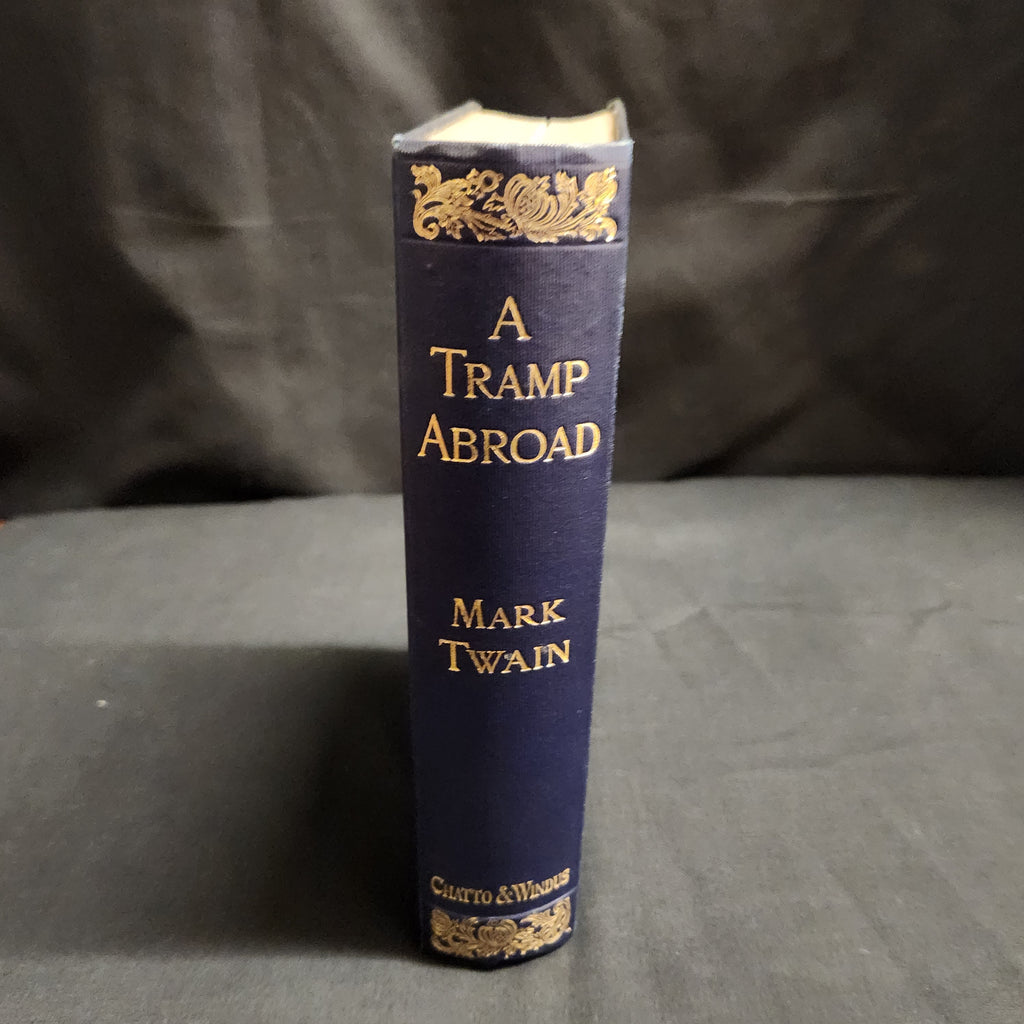 A
TRAMP
ABROAD
MARK
TWAIN
CHATTO & WINDUS